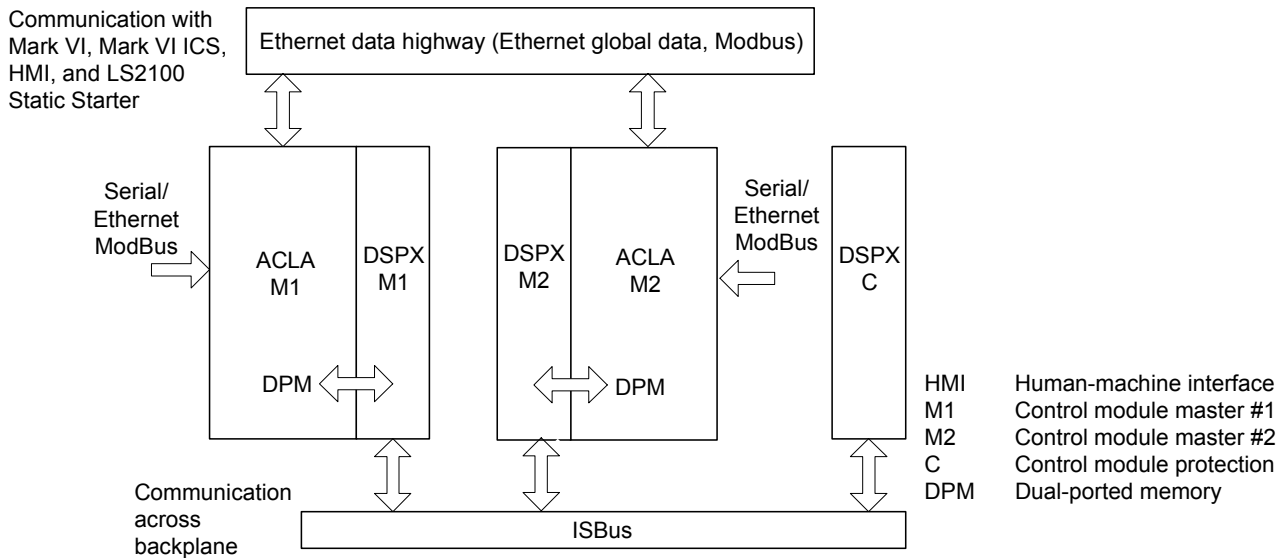 Communication with
Mark VI, Mark VI ICS,
HMI, and LS2100
Static Starter
Ethernet data highway (Ethernet global data, Modbus)
Serial/
Ethernet
ModBus
ACLA
M1
DSPX
M1
DPM
DSPX
M2
ACLA
M2
DPM
Serial/
Ethernet
ModBus
DSPX
C
HMI Human-machine interface
M1 Control module master #1
M2 Control module master #2
C Control module protection
DPM Dual-ported memory
Communication
across
backplane
ISBus